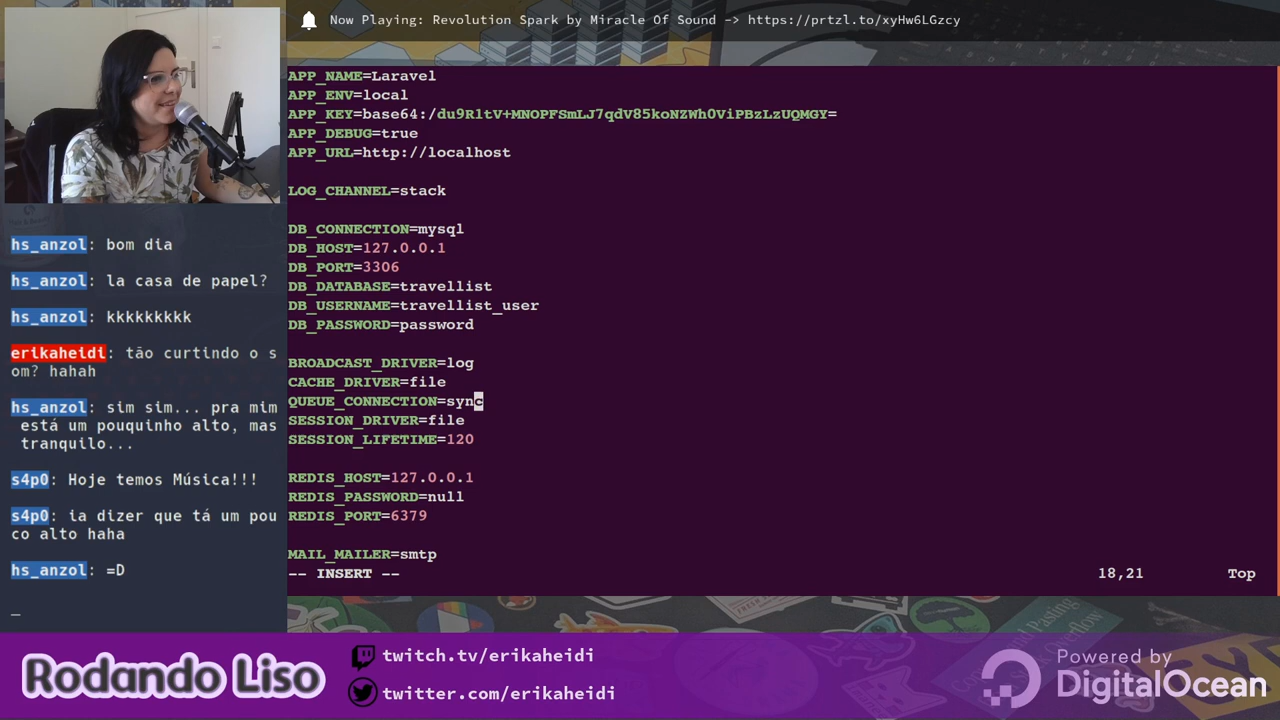 Now Playing: Revolution Spark by Miracle Of Sound -> https://prtzl.to/xyHw6LGzcy
APP_NAME=Laravel
APP_ENV=local
APP_KEY=base64:/du9R1tV+MNOPFSmLJ7qdV85koNZWh0ViPBzLzUQMGY=
APP_DEBUG=true
APP_URL=http://localhost
LOG_CHANNEL=stack
DB_CONNECTION=mysql
DB_HOST=127.0.0.1
DB_PORT=3306
DB_DATABASE=travellist
DB_USERNAME=travellist_user
DB_PASSWORD=password
BROADCAST_DRIVER=log
CACHE_DRIVER=file
QUEUE_CONNECTION=sync
SESSION_DRIVER=file
SESSION_LIFETIME=120
REDIS_HOST=127.0.0.1
REDIS_PASSWORD=null
REDIS_PORT=6379
MAIL_MAILER=smtp
-- INSERT -- 18,21 Top
hs_anzol: bom dia
hs_anzol: la casa de papel?
hs_anzol: kkkkkkkkk
erikaheidi: tão curtindo o s
om? hahah
hs_anzol: sim sim... pra mim
está um pouquinho alto, mas
tranquilo...
s4p0: Hoje temos Música!!!
s4p0: ia dizer que tá um pou
co alto haha
hs_anzol: =D
_
Rodando Liso
twitch.tv/erikaheidi
twitter.com/erikaheidi
Powered by
DigitalOcean